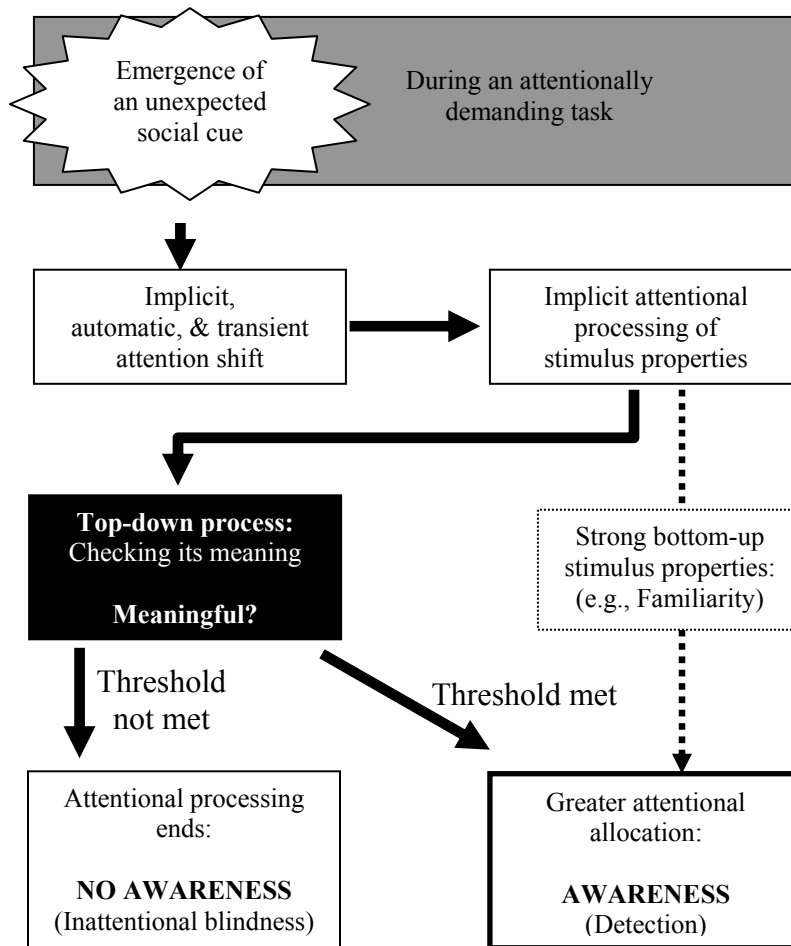 Emergence of
an unexpected
social cue
During an attentionally
demanding task
Implicit,
automatic, & transient
attention shift
Implicit attentional
processing of
stimulus properties
Top-down process:
Checking its meaning
Meaningful?
Strong bottom-up
stimulus properties:
(e.g., Familiarity)
Threshold
not met
Threshold met
Attentional processing
ends:
NO AWARENESS
(Inattentional blindness)
Greater attentional
allocation:
AWARENESS
(Detection)